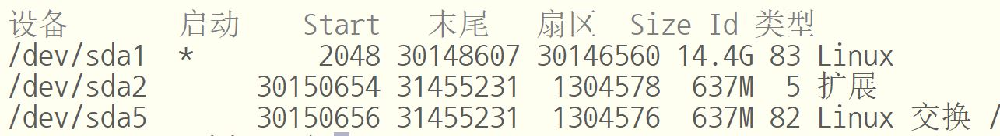 设备 启动 Start 末尾 扇区 Size Id 类型
/dev/sda1 * 2048 30148607 30146560 14.4G 83 Linux
/dev/sda2 30150654 31455231 1304578 637M 5 扩展
/dev/sda5 30150656 31455231 1304576 637M 82 Linux 交换 /